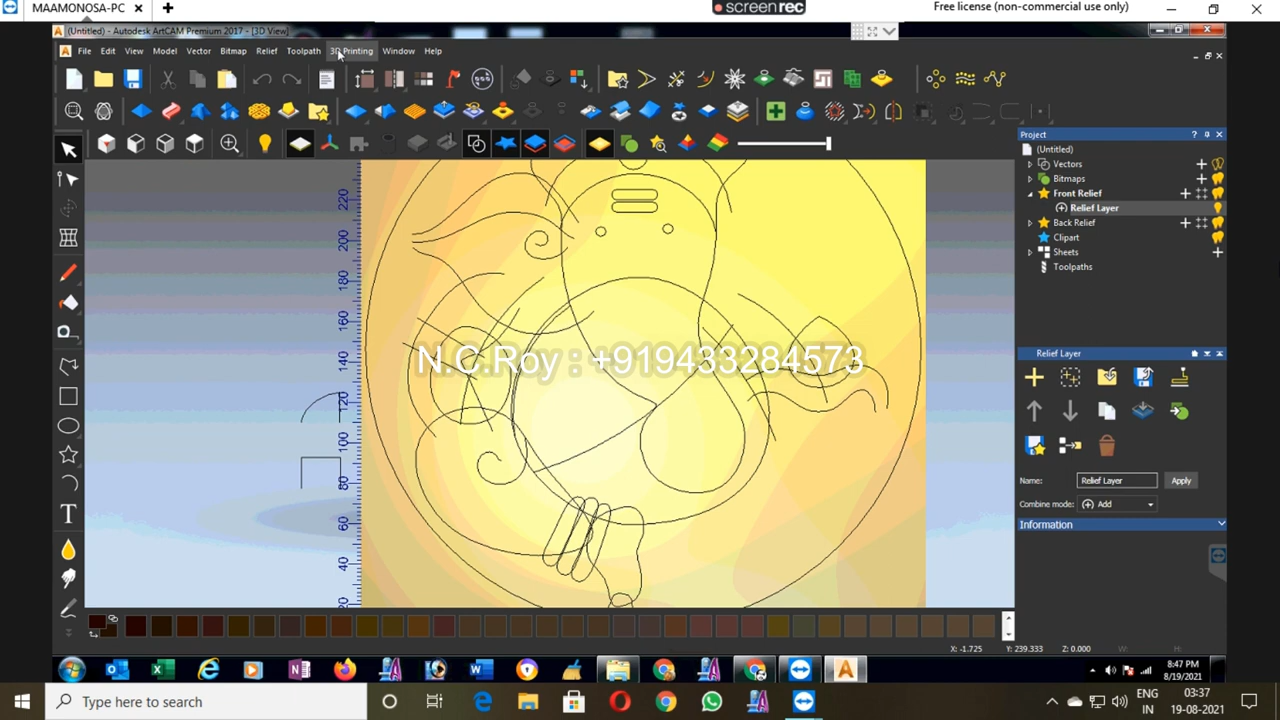 MAAMONOSA-PC
screenrec
Free license (non-commercial use only)
(Untitled) - Autodesk ArtCAM Premium 2017 - [3D View]
File Edit View Model Vector Bitmap Relief Toolpath 3D Printing Window Help
Project
(Untitled)
Vectors
Bitmaps
Front Relief
Relief Layer
Back Relief
Clipart
Sheets
Toolpaths
220
200
180
160
140
120
100
80
60
40
20
N.C.Roy : +919433284573
Relief Layer
Name: Relief Layer Apply
Combine mode: Add
Information
X: -1.725 Y: 239.333 Z: 0.000 W: H:
8:47 PM
8/19/2021
Type here to search
ENG
IN
03:37
19-08-2021